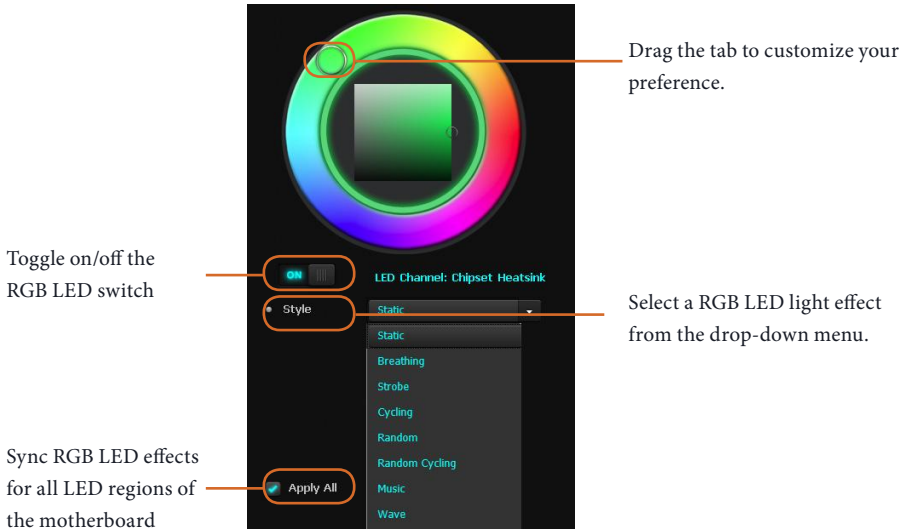 Drag the tab to customize your
preference.
Toggle on/off the
RGB LED switch
ON
LED Channel: Chipset Heatsink
Style
Static
Select a RGB LED light effect
from the drop-down menu.
Static
Breathing
Strobe
Cycling
Random
Random Cycling
Music
Wave
Sync RGB LED effects
for all LED regions of
the motherboard
Apply All